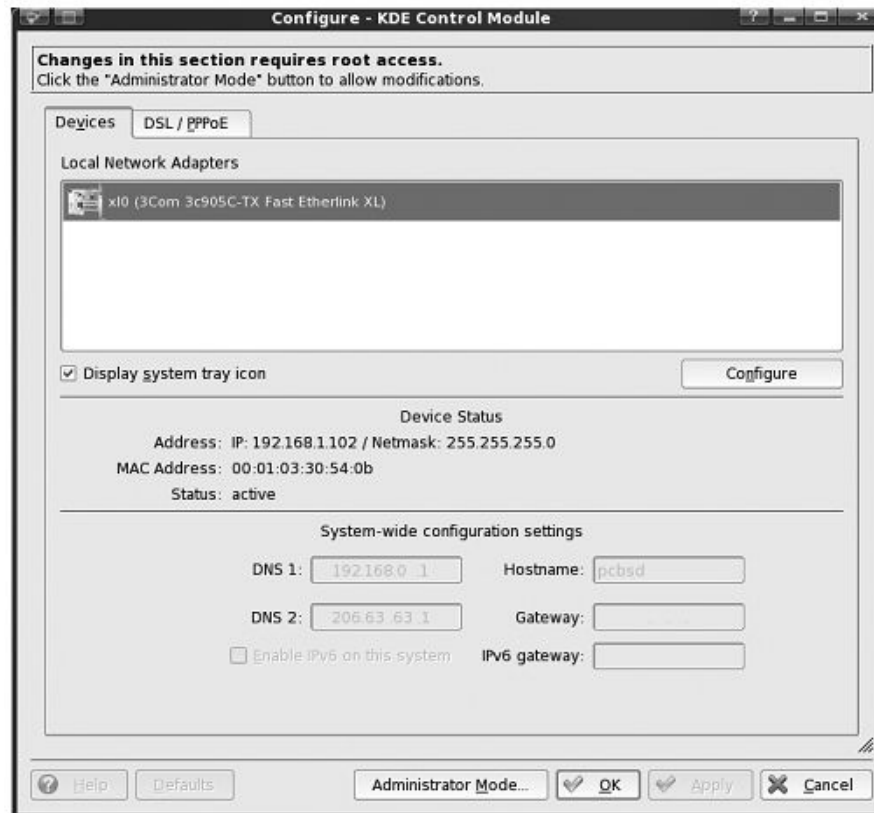 Configure - KDE Control Module
Changes in this section requires root access.
Click the "Administrator Mode" button to allow modifications.
Devices
DSL / PPPoE
Local Network Adapters
xl0 (3Com 3c905C-TX Fast Etherlink XL)
Display system tray icon
Configure
Device Status
Address: IP: 192.168.1.102 / Netmask: 255.255.255.0
MAC Address: 00:01:03:30:54:0b
Status: active
System-wide configuration settings
DNS 1: 192.168.0 .1 Hostname: pcbsd
DNS 2: 206.63 .63 .1 Gateway:
Enable IPv6 on this system IPv6 gateway:
Help Defaults Administrator Mode... OK Apply Cancel